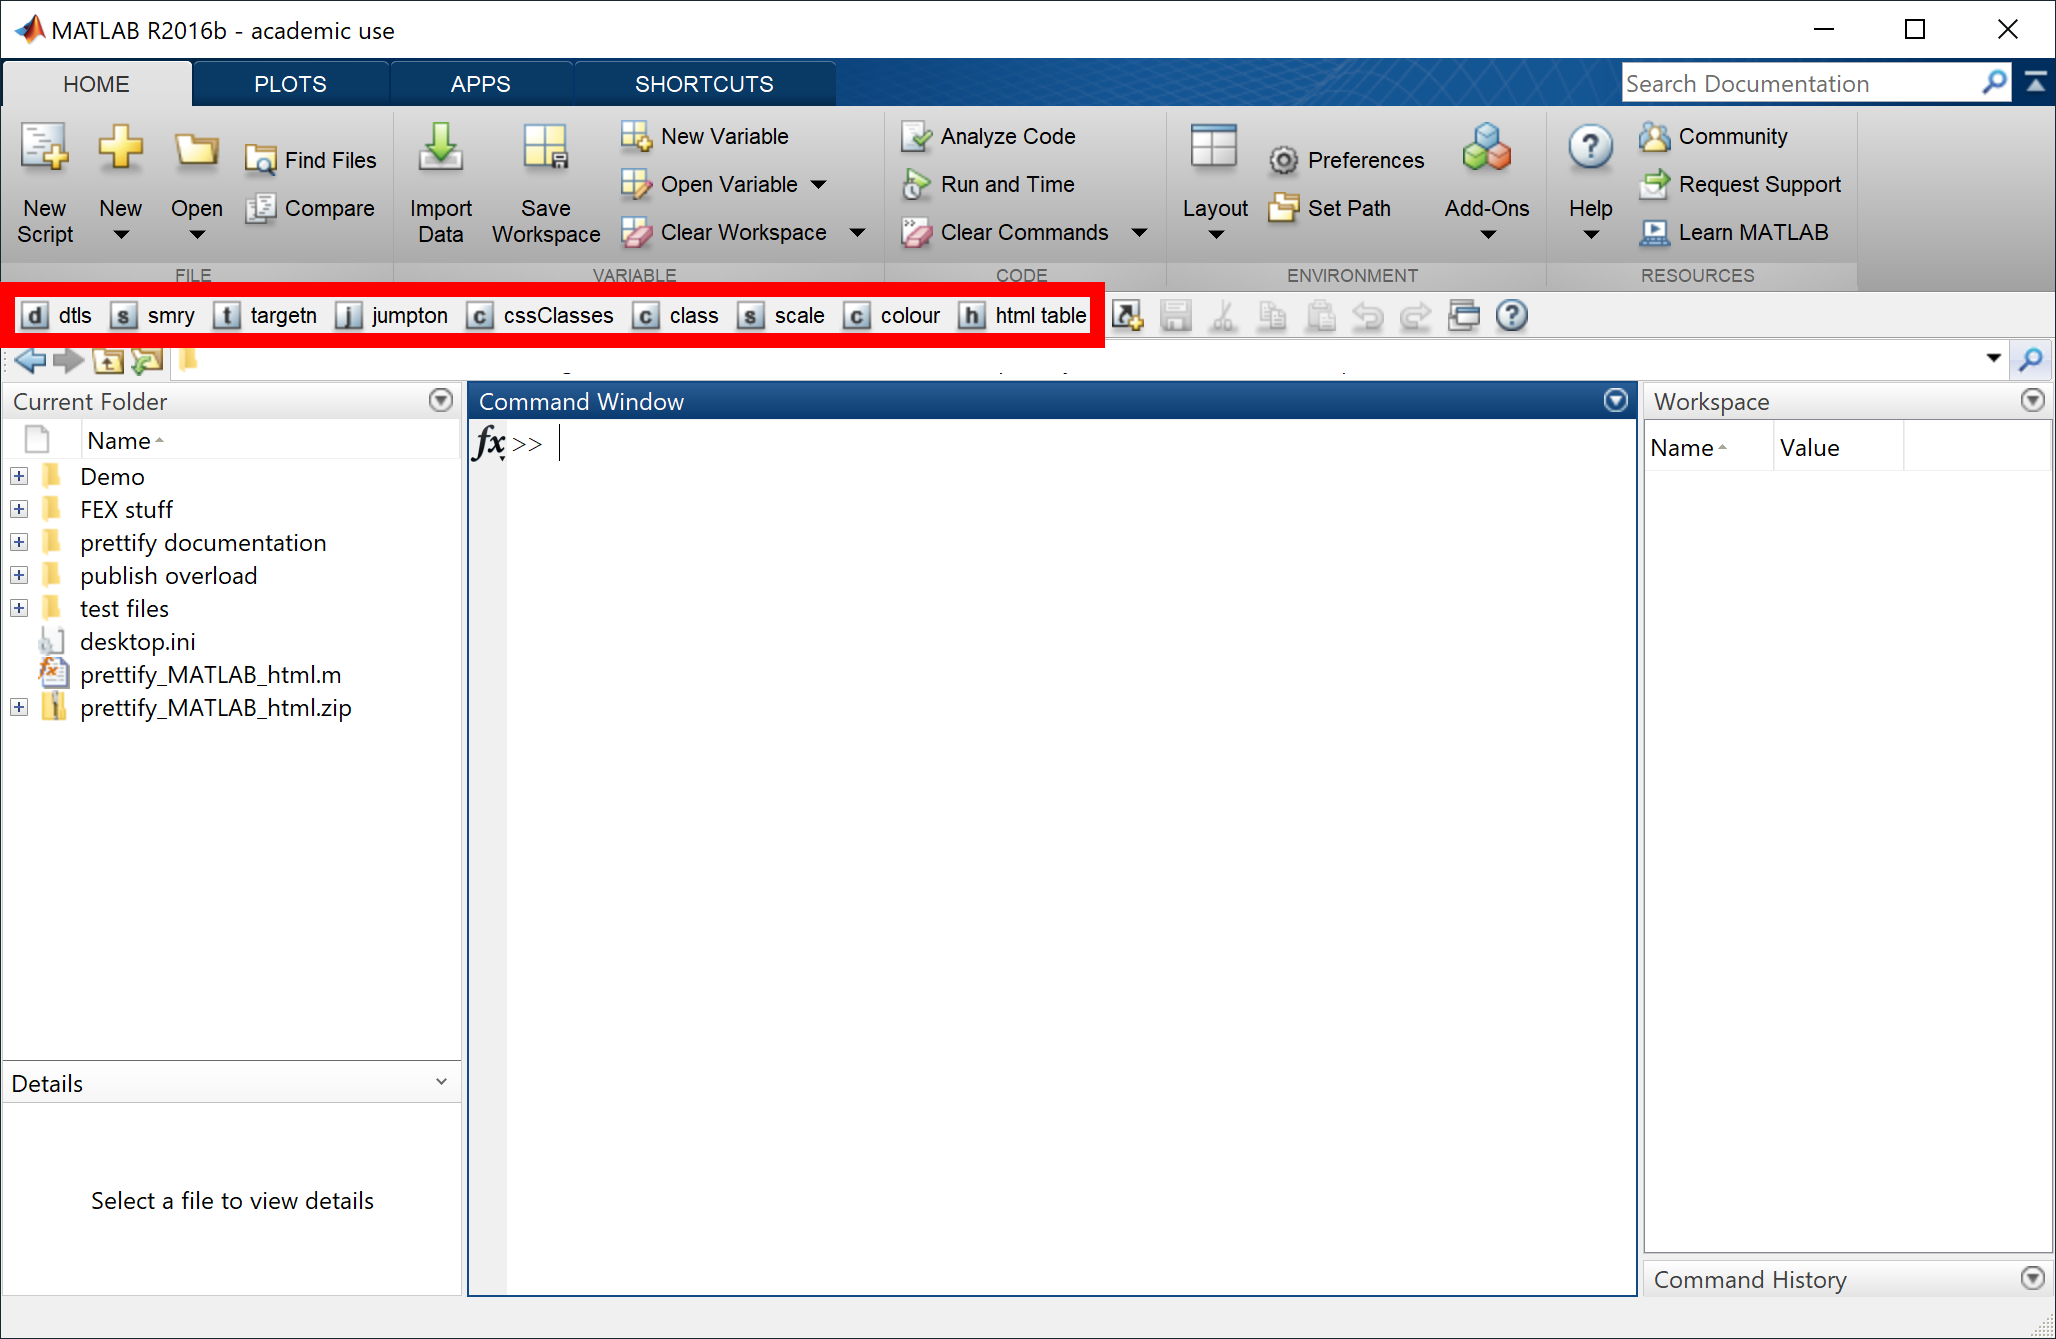 MATLAB R2016b - academic use
HOME PLOTS APPS SHORTCUTS Search Documentation
New Script New Open Find Files Compare Import Data Save Workspace New Variable Open Variable Clear Workspace Analyze Code Run and Time Clear Commands Layout Preferences Set Path Add-Ons Help Community Request Support Learn MATLAB
FILE VARIABLE CODE ENVIRONMENT RESOURCES
d dtls s smry t targetn j jumpton c cssClasses c class s scale c colour h html table
Current Folder
Name
Demo
FEX stuff
prettify documentation
publish overload
test files
desktop.ini
prettify_MATLAB_html.m
prettify_MATLAB_html.zip
Details
Select a file to view details
Command Window
fx >>
Workspace
Name Value
Command History